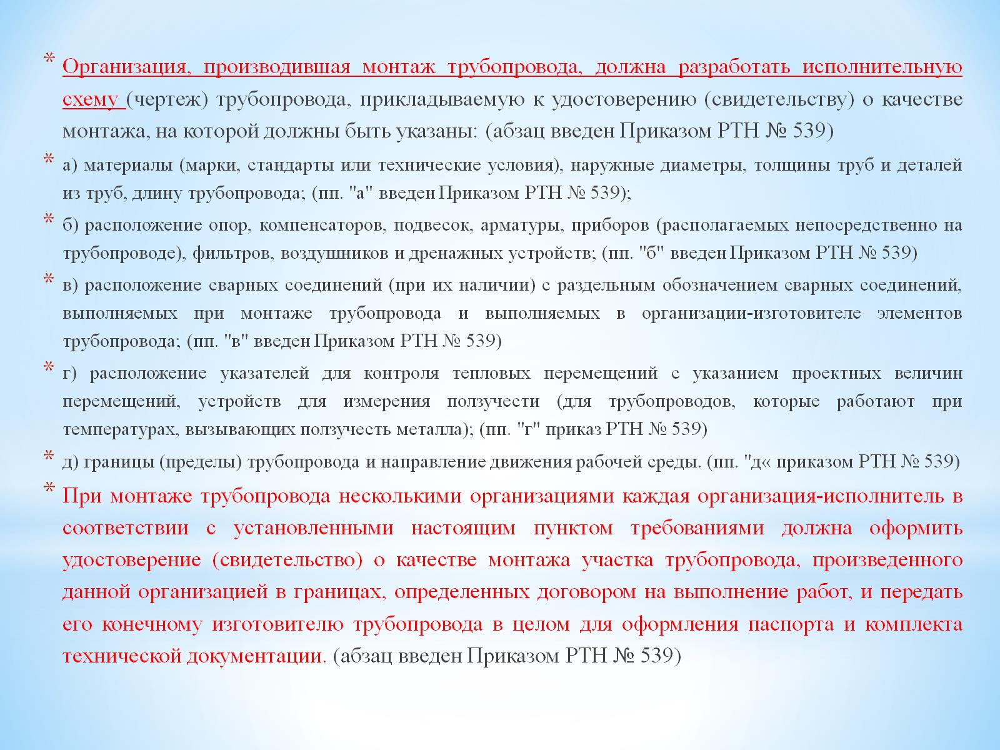 * Организация, производившая монтаж трубопровода, должна разработать исполнительную
схему (чертеж) трубопровода, прикладываемую к удостоверению (свидетельству) о качестве
монтажа, на которой должны быть указаны: (абзац введен Приказом РТН № 539)
* а) материалы (марки, стандарты или технические условия), наружные диаметры, толщины труб и деталей
из труб, длину трубопровода; (пп. "а" введен Приказом РТН № 539);
* б) расположение опор, компенсаторов, подвесок, арматуры, приборов (располагаемых непосредственно на
трубопроводе), фильтров, воздушников и дренажных устройств; (пп. "б" введен Приказом РТН № 539)
* в) расположение сварных соединений (при их наличии) с раздельным обозначением сварных соединений,
выполняемых при монтаже трубопровода и выполняемых в организации-изготовителе элементов
трубопровода; (пп. "в" введен Приказом РТН № 539)
* г) расположение указателей для контроля тепловых перемещений с указанием проектных величин
перемещений, устройств для измерения ползучести (для трубопроводов, которые работают при
температурах, вызывающих ползучесть металла); (пп. "г" приказ РТН № 539)
* д) границы (пределы) трубопровода и направление движения рабочей среды. (пп. "д« приказом РТН № 539)
* При монтаже трубопровода несколькими организациями каждая организация-исполнитель в
соответствии с установленными настоящим пунктом требованиями должна оформить
удостоверение (свидетельство) о качестве монтажа участка трубопровода, произведенного
данной организацией в границах, определенных договором на выполнение работ, и передать
его конечному изготовителю трубопровода в целом для оформления паспорта и комплекта
технической документации. (абзац введен Приказом РТН № 539)